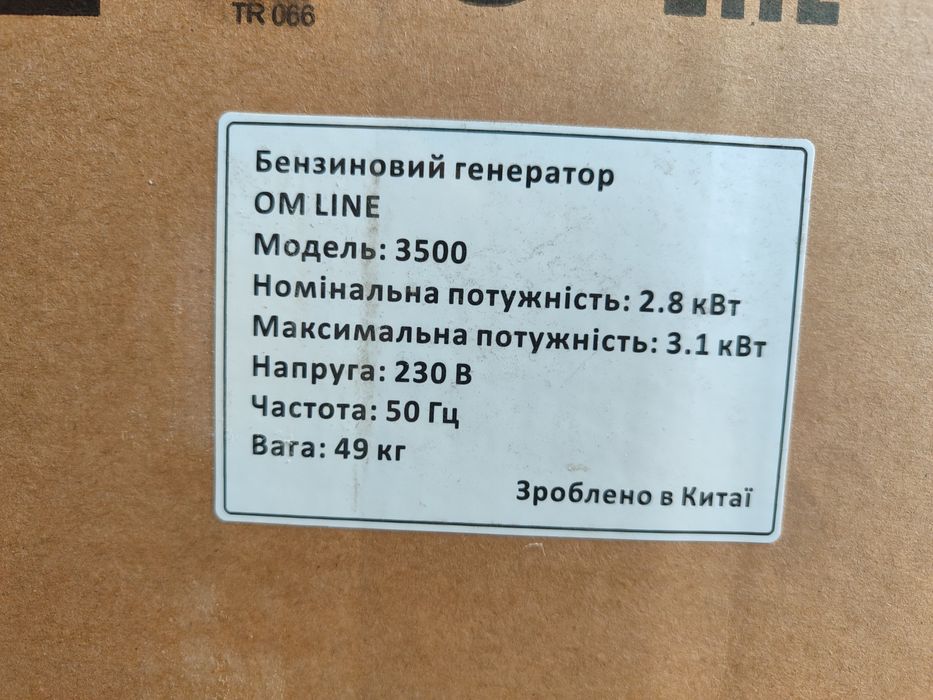 TR 066
Бензиновий генератор
OM LINE
Модель: 3500
Номінальна потужність: 2.8 кВт
Максимальна потужність: 3.1 кВт
Напруга: 230 В
Частота: 50 Гц
Вага: 49 кг
Зроблено в Китаї